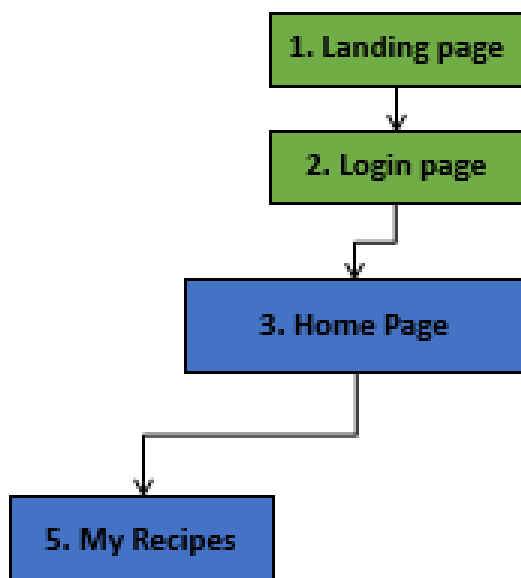 1. Landing page
2. Login page
3. Home Page
5. My Recipes